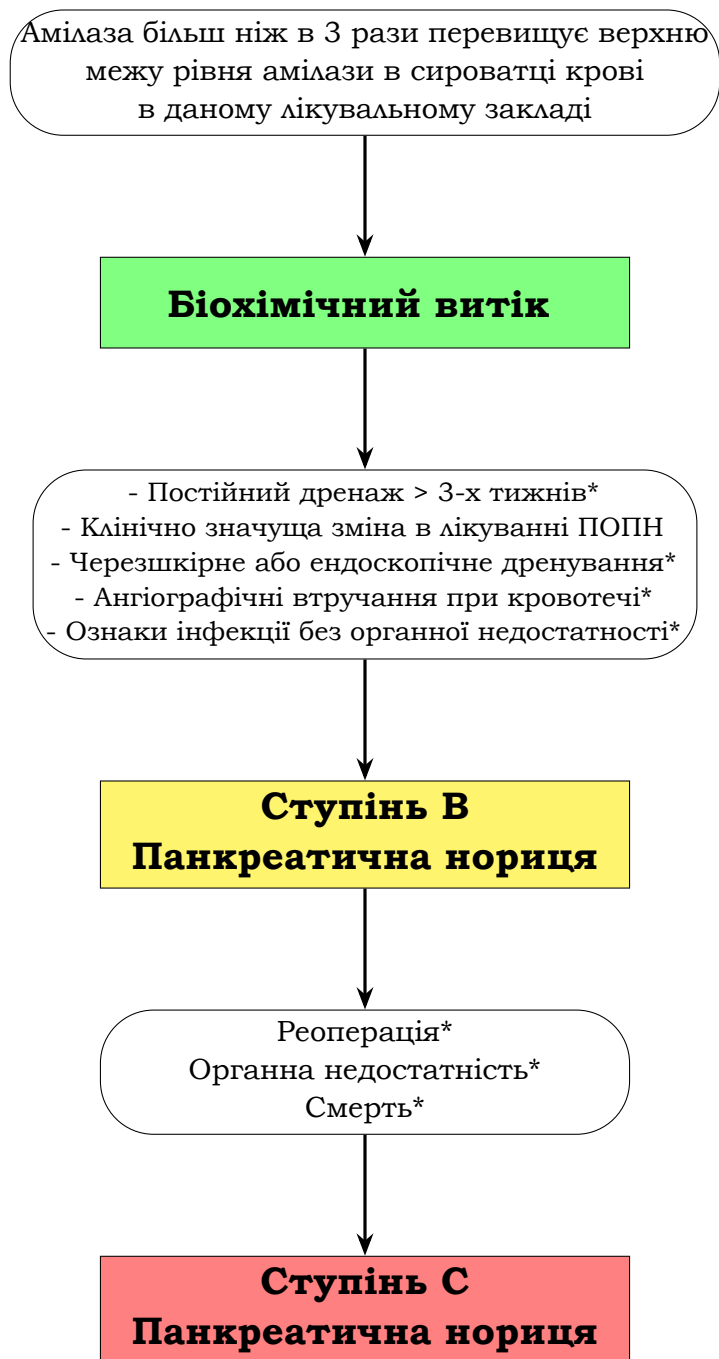 Амілаза більш ніж в 3 рази перевищує верхню
межу рівня амілази в сироватці крові
в даному лікувальному закладі
Біохімічний витік
- Постійний дренаж > 3-х тижнів*
- Клінічно значуща зміна в лікуванні ПОПН
- Черезшкірне або ендоскопічне дренування*
- Ангіографічні втручання при кровотечі*
- Ознаки інфекції без органної недостатності*
Ступінь B
Панкреатична нориця
Реоперація*
Органна недостатність*
Смерть*
Ступінь C
Панкреатична нориця